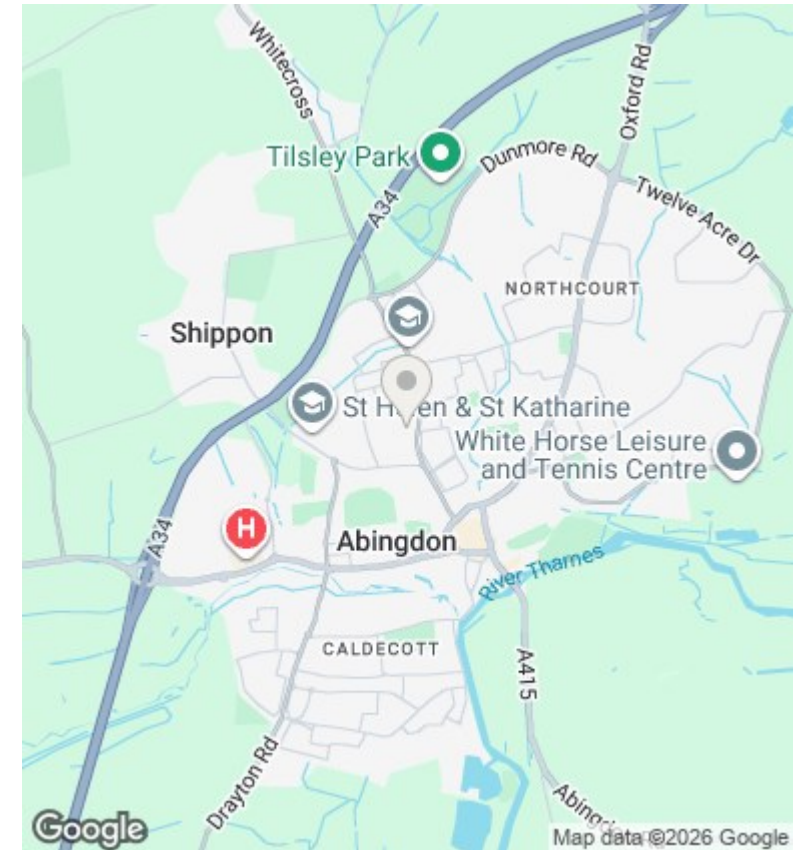 Whitecross
Oxford Rd
Tilsley Park
Dunmore Rd
A34
Twelve Acre Dr
NORTHCOURT
Shippon
St Helen & St Katharine
White Horse Leisure
and Tennis Centre
H
A34
Abingdon
River Thames
CALDECOTT
A415
Drayton Rd
Google
Map data ©2026 Google